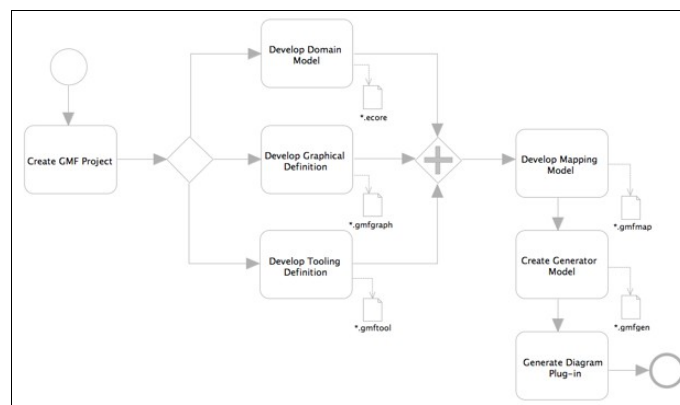 Develop Domain
Model
*.ecore
Create GMF Project
Develop Graphical
Definition
*.gmfgraph
Develop Tooling
Definition
*.gmftool
Develop Mapping
Model
*.gmfmap
Create Generator
Model
*.gmfgen
Generate Diagram
Plug-in